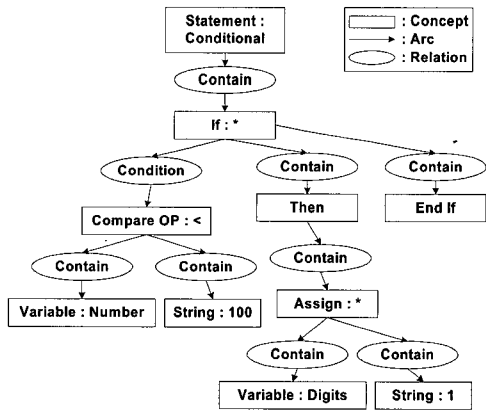 Statement :
Conditional
: Concept
: Arc
: Relation
Contain
If : *
Condition
Contain
Contain
Compare OP : <
Then
End If
Contain
Contain
Contain
Variable : Number
String : 100
Assign : *
Contain
Contain
Variable : Digits
String : 1